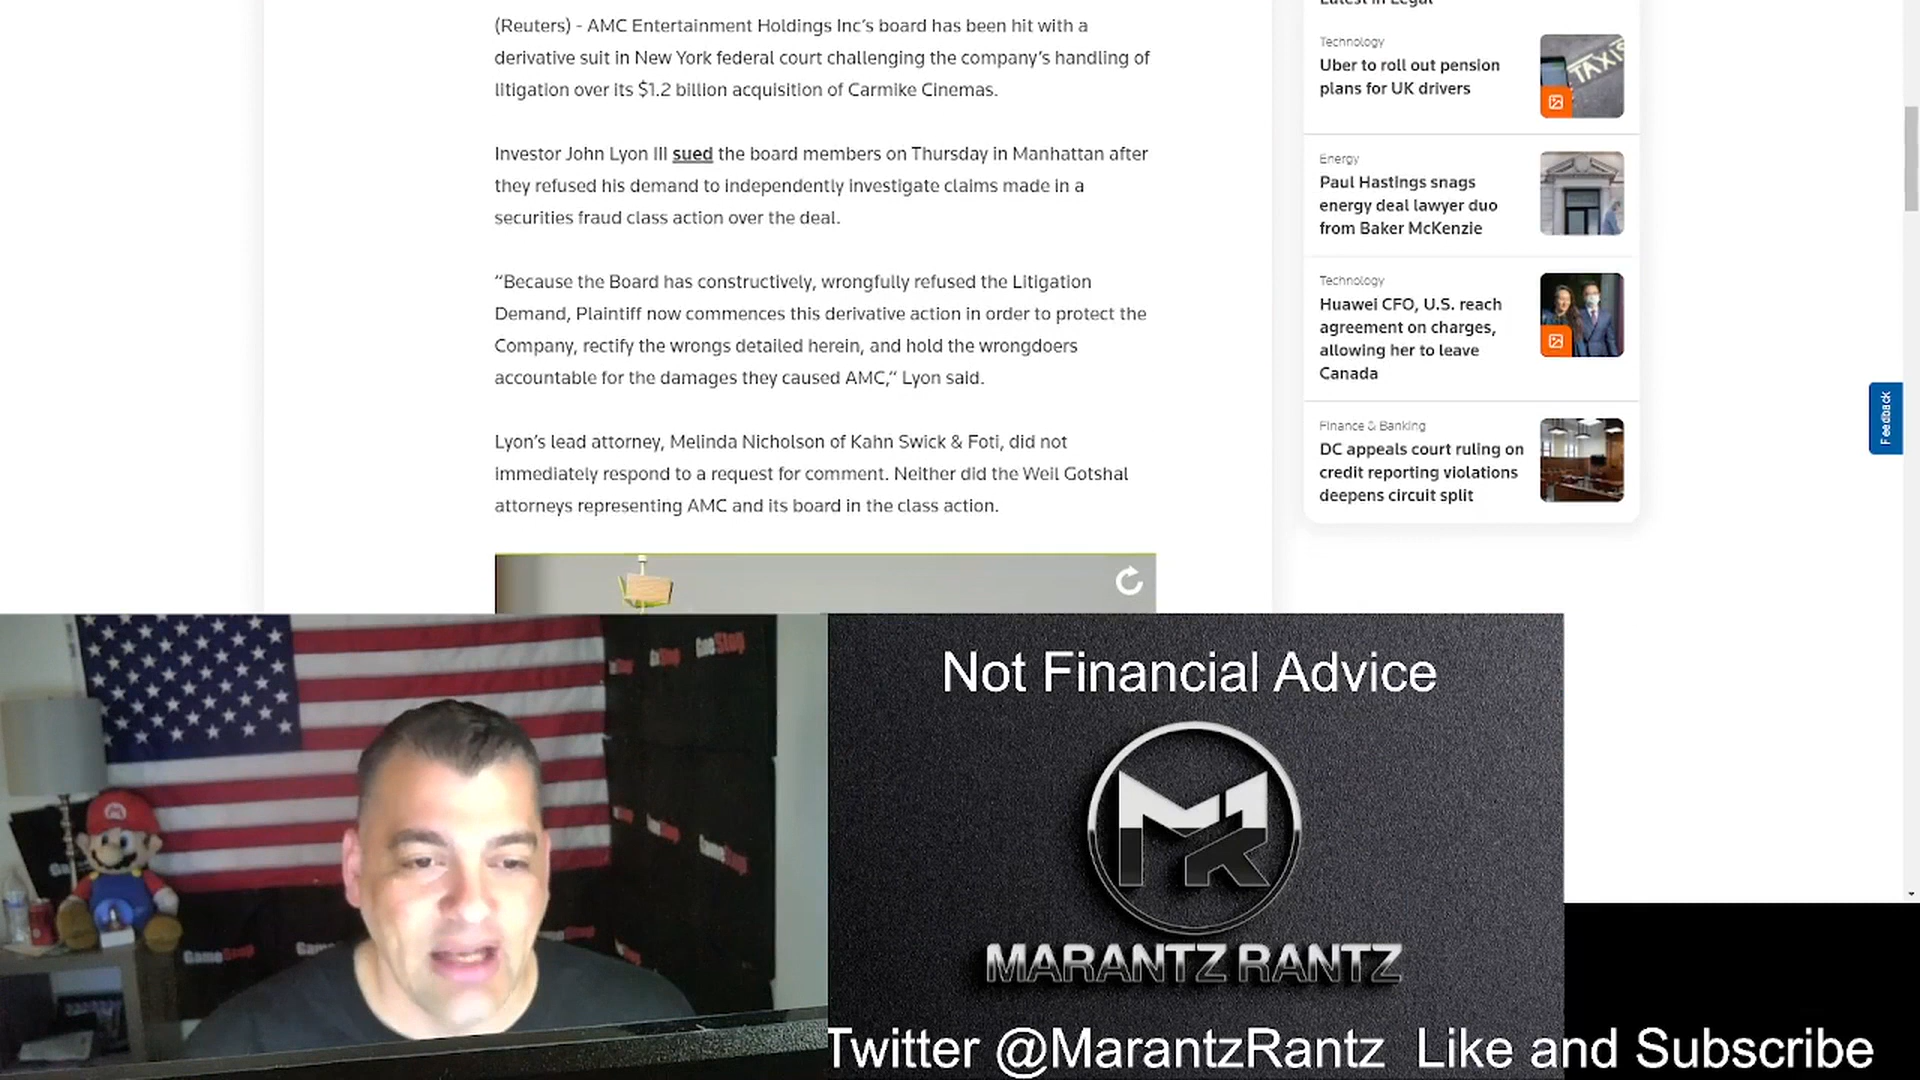 (Reuters) - AMC Entertainment Holdings Inc's board has been hit with a
derivative suit in New York federal court challenging the company's handling of
litigation over its $1.2 billion acquisition of Carmike Cinemas.
Investor John Lyon III sued the board members on Thursday in Manhattan after
they refused his demand to independently investigate claims made in a
securities fraud class action over the deal.
“Because the Board has constructively, wrongfully refused the Litigation
Demand, Plaintiff now commences this derivative action in order to protect the
Company, rectify the wrongs detailed herein, and hold the wrongdoers
accountable for the damages they caused AMC,“ Lyon said.
Lyon's lead attorney, Melinda Nicholson of Kahn Swick & Foti, did not
immediately respond to a request for comment. Neither did the Weil Gotshal
attorneys representing AMC and its board in the class action.
Latest in Legal
Technology
Uber to roll out pension
plans for UK drivers
TAXIS
Energy
Paul Hastings snags
energy deal lawyer duo
from Baker McKenzie
Technology
Huawei CFO, U.S. reach
agreement on charges,
allowing her to leave
Canada
Finance & Banking
DC appeals court ruling on
credit reporting violations
deepens circuit split
Feedback
GameStop
GameStop
Not Financial Advice
MR
MARANTZ RANTZ
Twitter @MarantzRantz Like and Subscribe